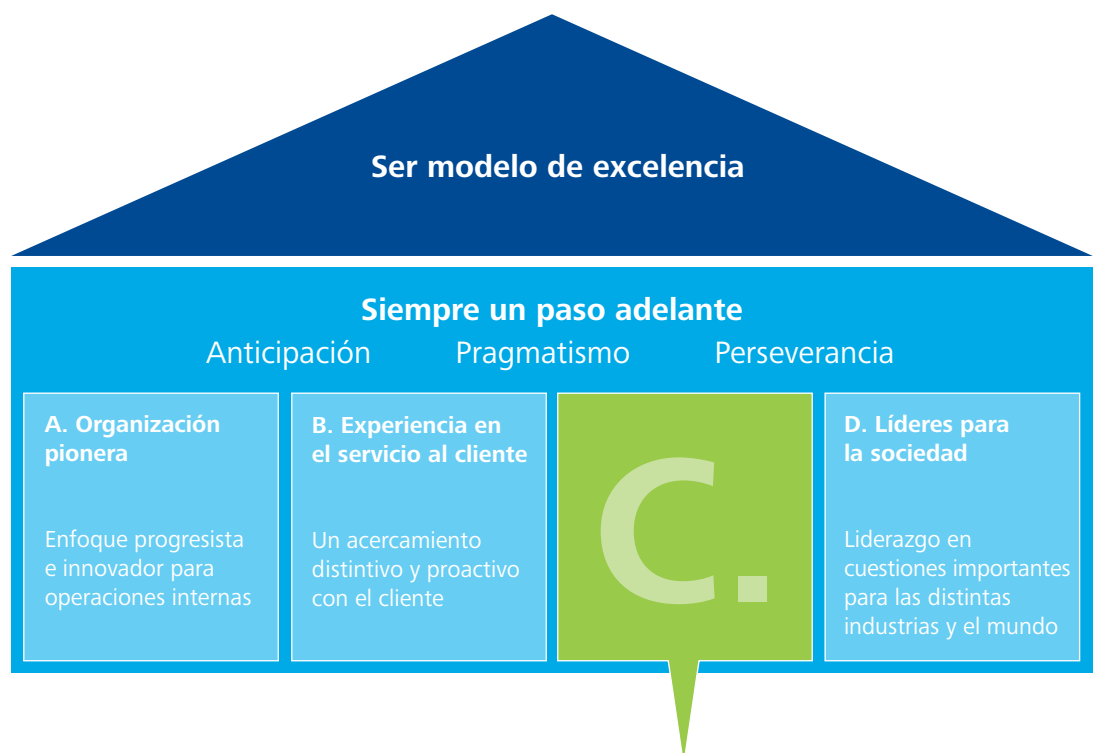 Ser modelo de excelencia
Siempre un paso adelante
Anticipación Pragmatismo Perseverancia
A. Organización
pionera
Enfoque progresista
e innovador para
operaciones internas
B. Experiencia en
el servicio al cliente
Un acercamiento
distintivo y proactivo
con el cliente
C.
D. Líderes para
la sociedad
Liderazgo en
cuestiones importantes
para las distintas
industrias y el mundo